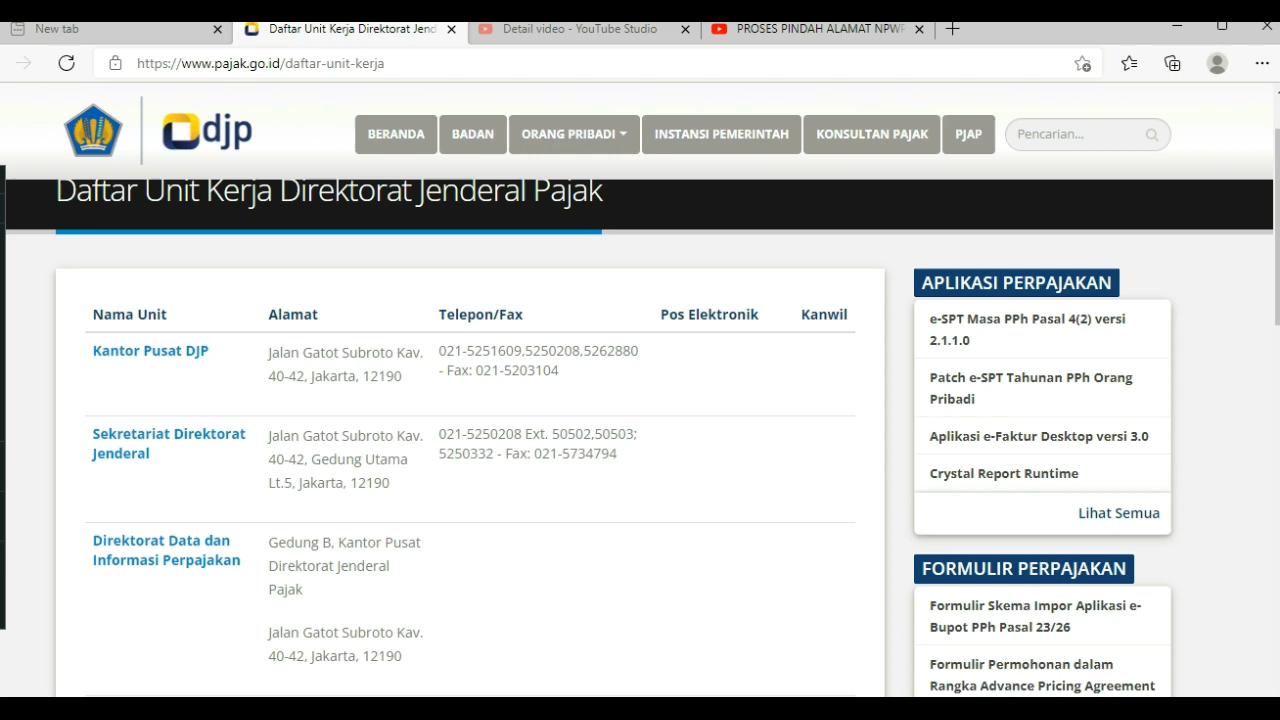 New tab
Daftar Unit Kerja Direktorat Jend
Detail video - YouTube Studio
PROSES PINDAH ALAMAT NPWP
https://www.pajak.go.id/daftar-unit-kerja
djp
BERANDA
BADAN
ORANG PRIBADI
INSTANSI PEMERINTAH
KONSULTAN PAJAK
PJAP
Pencarian...
Daftar Unit Kerja Direktorat Jenderal Pajak
Nama Unit
Alamat
Telepon/Fax
Pos Elektronik
Kanwil
Kantor Pusat DJP
Jalan Gatot Subroto Kav.
40-42, Jakarta, 12190
021-5251609,5250208,5262880
- Fax: 021-5203104
Sekretariat Direktorat
Jenderal
Jalan Gatot Subroto Kav.
40-42, Gedung Utama
Lt.5, Jakarta, 12190
021-5250208 Ext. 50502,50503;
5250332 - Fax: 021-5734794
Direktorat Data dan
Informasi Perpajakan
Gedung B, Kantor Pusat
Direktorat Jenderal
Pajak
Jalan Gatot Subroto Kav.
40-42, Jakarta, 12190
APLIKASI PERPAJAKAN
e-SPT Masa PPh Pasal 4(2) versi
2.1.1.0
Patch e-SPT Tahunan PPh Orang
Pribadi
Aplikasi e-Faktur Desktop versi 3.0
Crystal Report Runtime
Lihat Semua
FORMULIR PERPAJAKAN
Formulir Skema Impor Aplikasi e-
Bupot PPh Pasal 23/26
Formulir Permohonan dalam
Rangka Advance Pricing Agreement